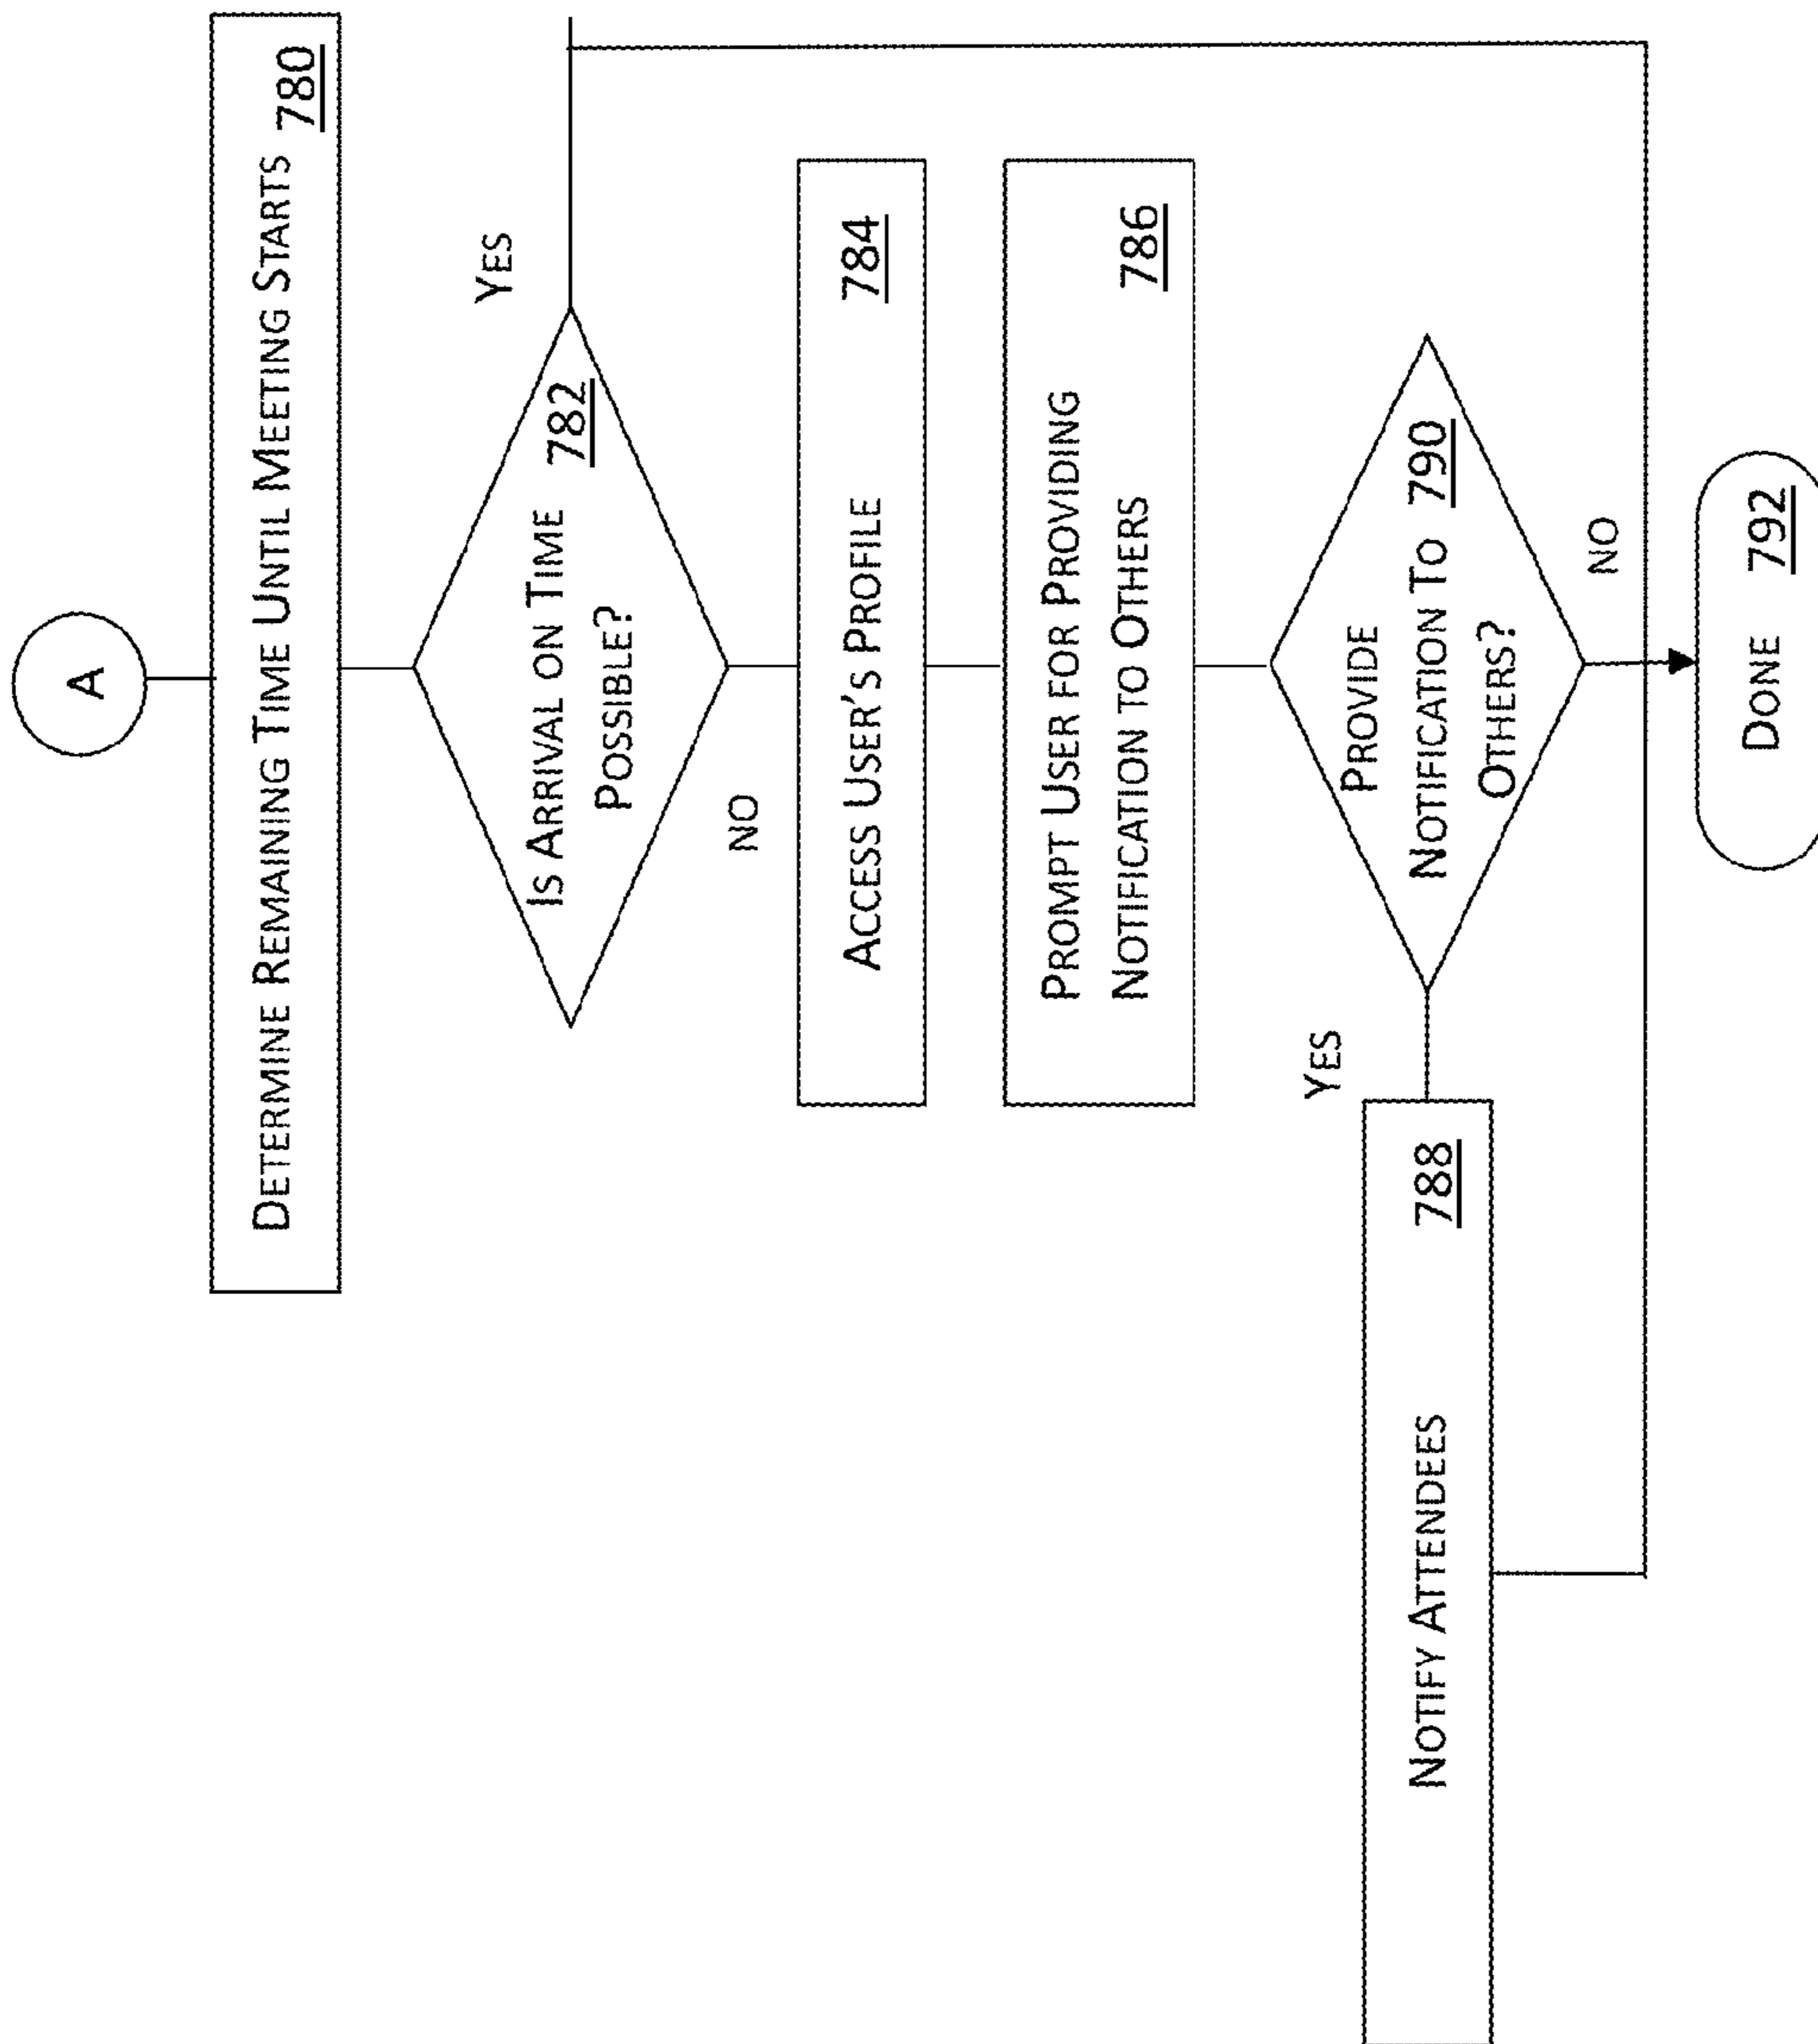 A
DETERMINE REMAINING TIME UNTIL MEETING STARTS 780
YES
IS ARRIVAL ON TIME 782
POSSIBLE?
NO
ACCESS USER'S PROFILE 784
PROMPT USER FOR PROVIDING
NOTIFICATION TO OTHERS 786
YES
PROVIDE
NOTIFICATION TO 790
OTHERS?
NOTIFY ATTENDEES 788
NO
DONE 792